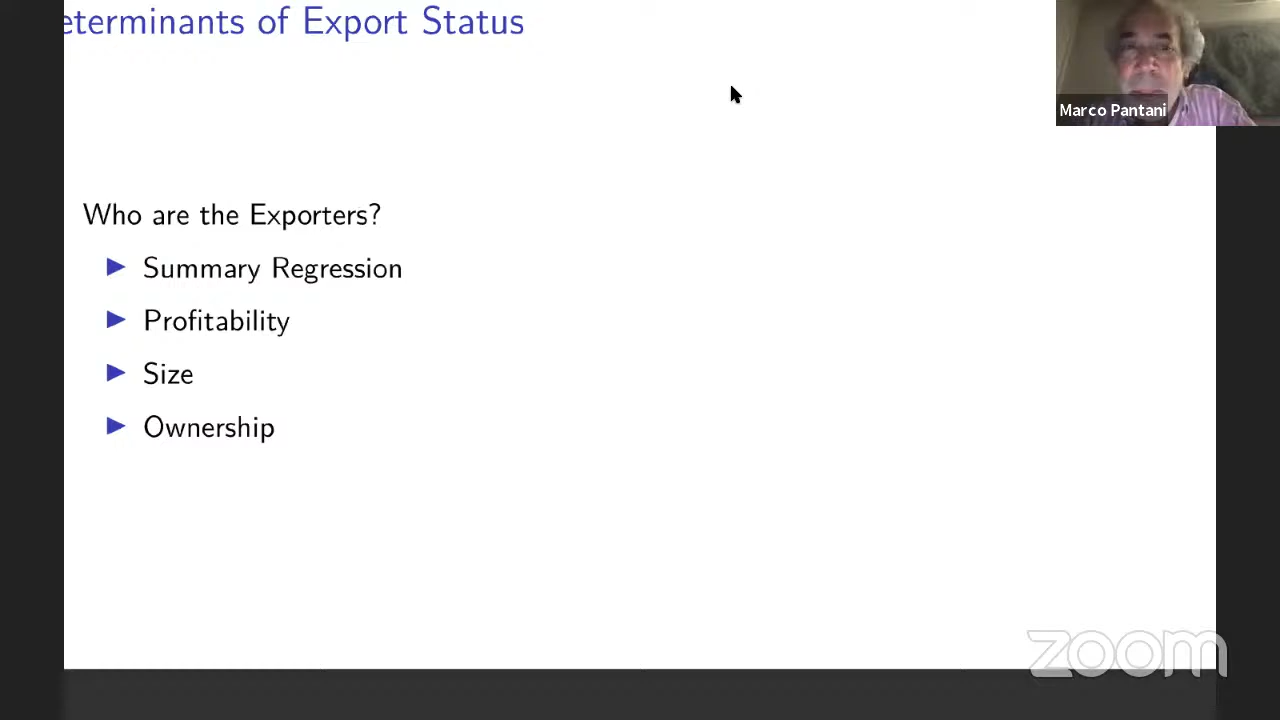 eterminants of Export Status
Marco Pantani
Who are the Exporters?
Summary Regression
Profitability
Size
Ownership
zoom